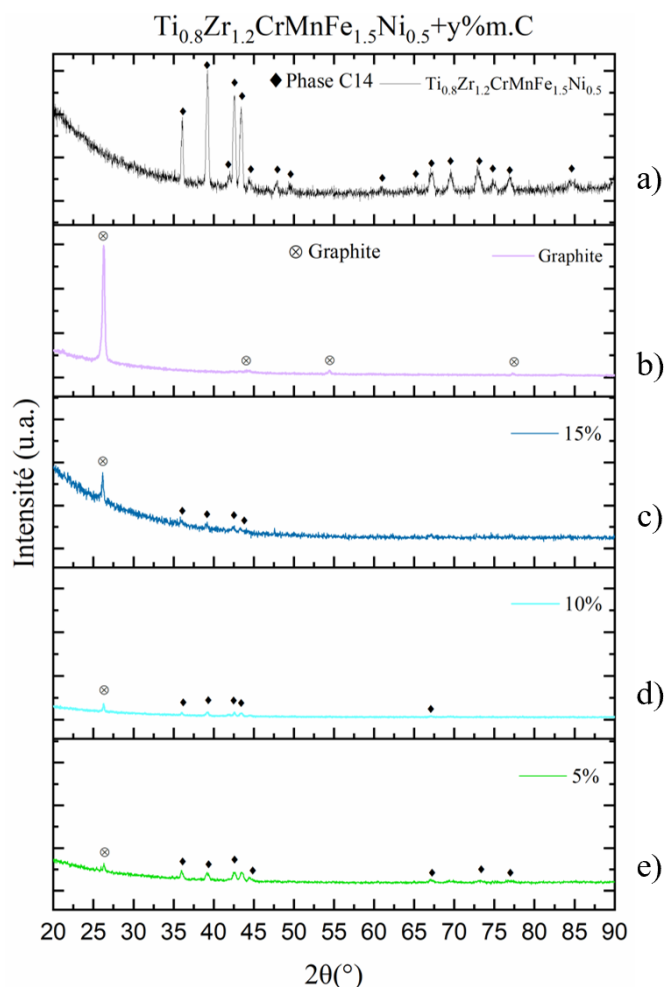 Ti₀.₈Zr₁.₂CrMnFe₁.₅Ni₀.₅+y%m.C
Phase C14
Ti₀.₈Zr₁.₂CrMnFe₁.₅Ni₀.₅
a)
Graphite
Graphite
b)
Intensité (u.a.)
15%
c)
10%
d)
5%
e)
20 25 30 35 40 45 50 55 60 65 70 75 80 85 90
2θ(°)